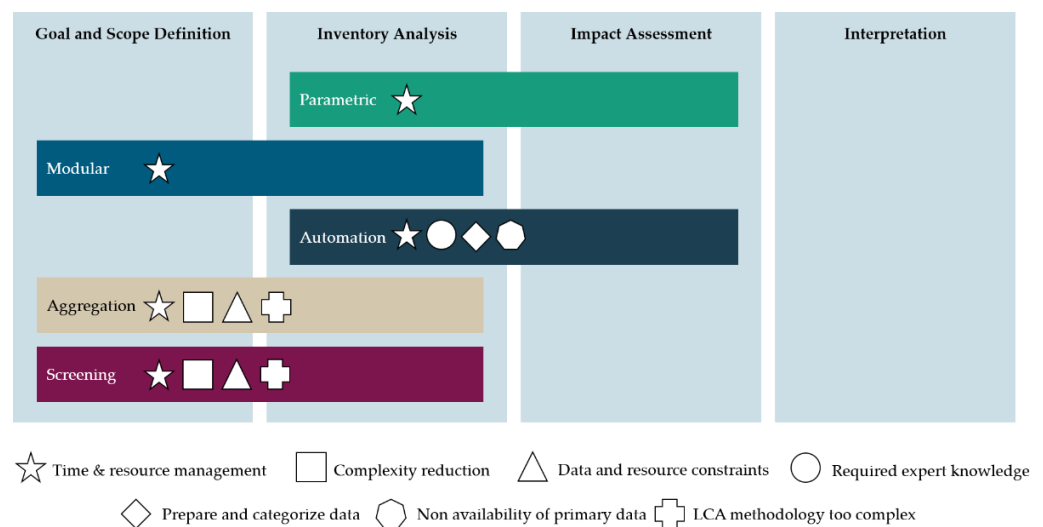 Goal and Scope Definition
Inventory Analysis
Impact Assessment
Interpretation
Parametric
Modular
Automation
Aggregation
Screening
Time & resource management
Complexity reduction
Data and resource constraints
Required expert knowledge
Prepare and categorize data
Non availability of primary data
LCA methodology too complex